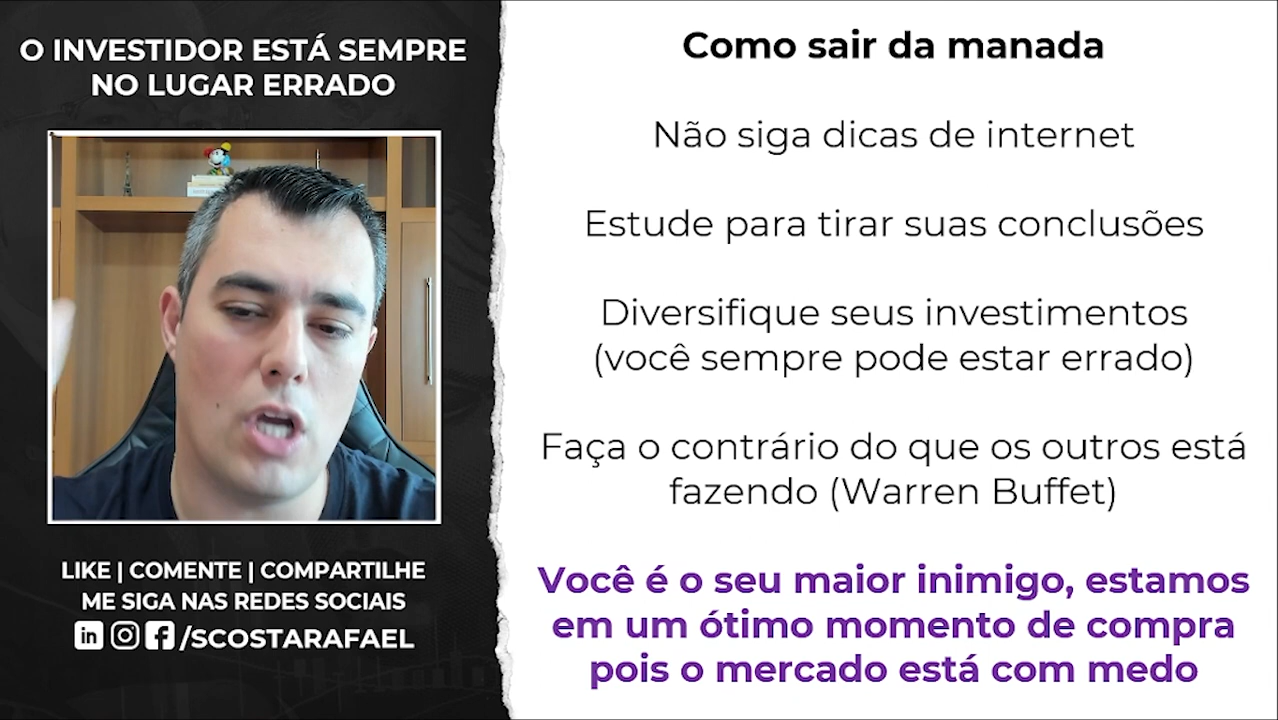 O INVESTIDOR ESTÁ SEMPRE
NO LUGAR ERRADO
LIKE | COMENTE | COMPARTILHE
ME SIGA NAS REDES SOCIAIS
in f /SCOSTARAFAEL
Como sair da manada
Não siga dicas de internet
Estude para tirar suas conclusões
Diversifique seus investimentos
(você sempre pode estar errado)
Faça o contrário do que os outros está
fazendo (Warren Buffet)
Você é o seu maior inimigo, estamos
em um ótimo momento de compra
pois o mercado está com medo